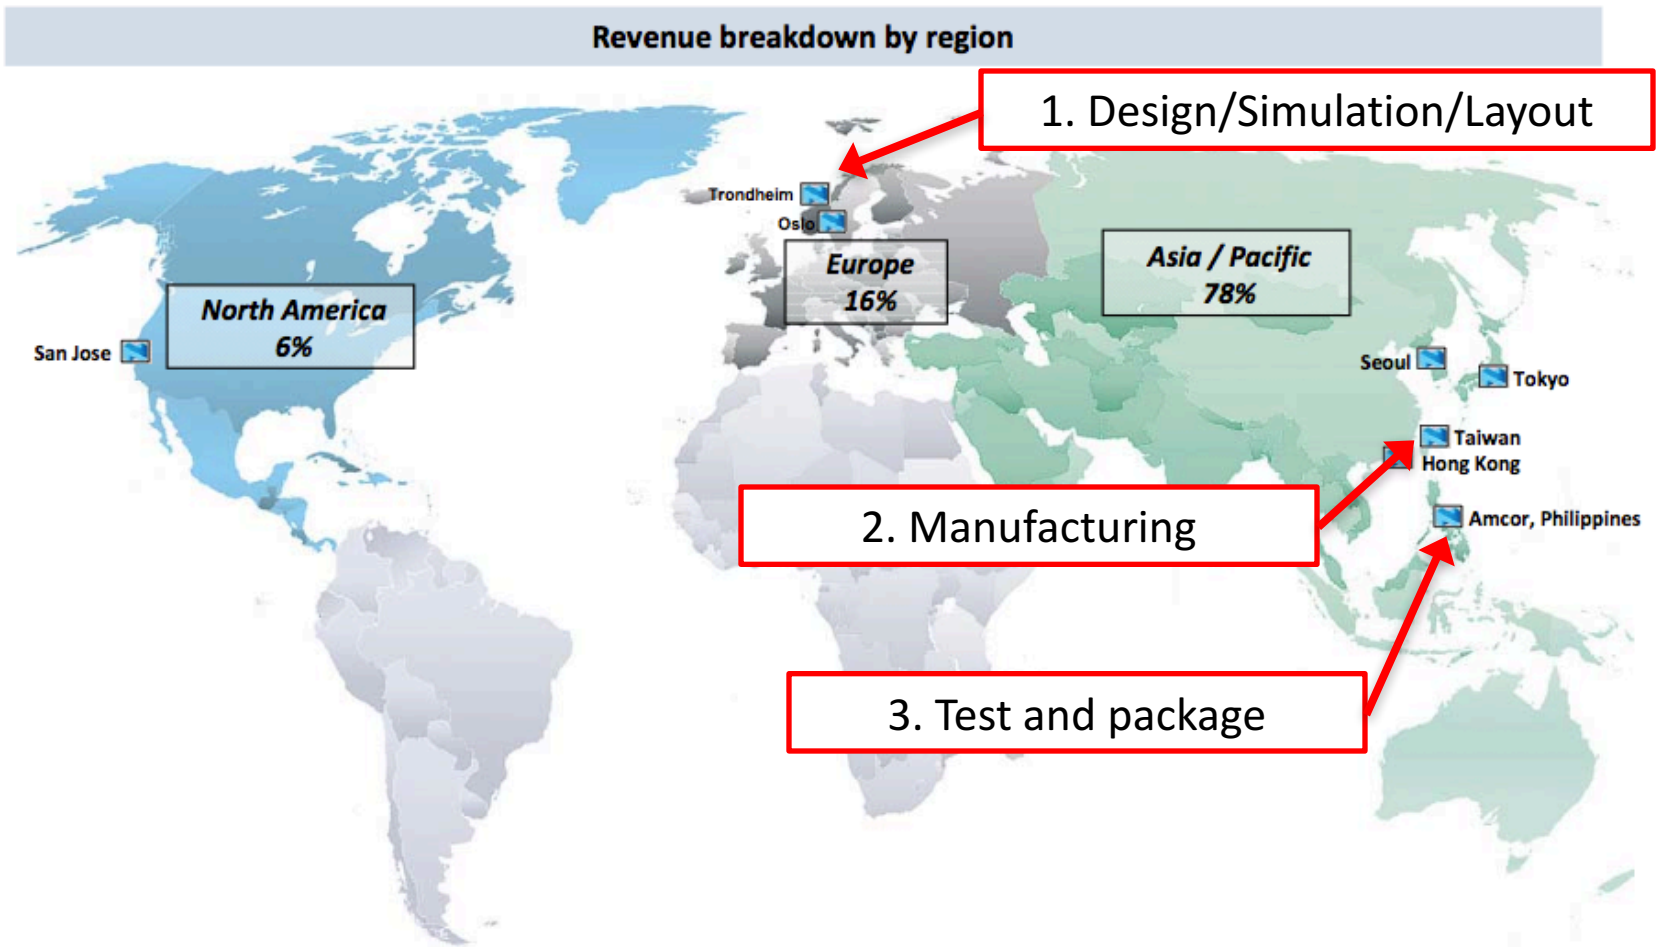 Revenue breakdown by region
1. Design/Simulation/Layout
Trondheim
Oslo
Europe
16%
Asia / Pacific
78%
North America
6%
San Jose
Seoul
Tokyo
Taiwan
Hong Kong
2. Manufacturing
Amcor, Philippines
3. Test and package